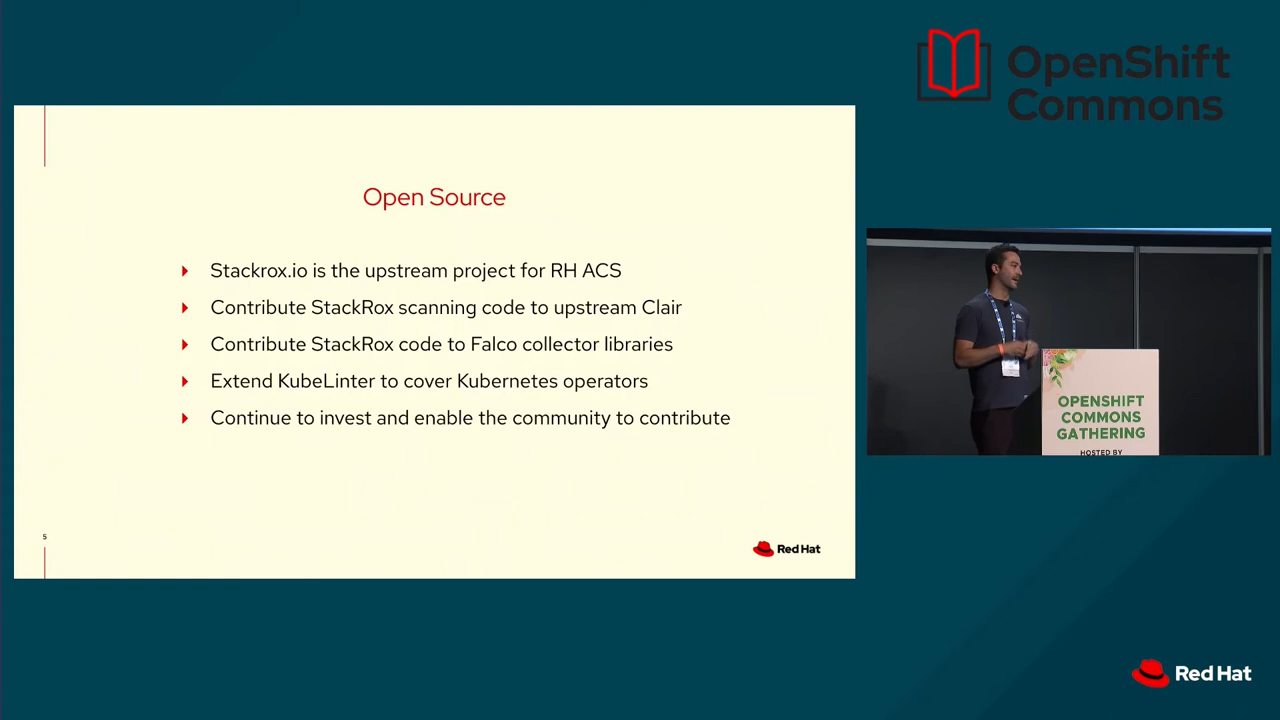 OpenShift
Commons
Open Source
Stackrox.io is the upstream project for RH ACS
Contribute StackRox scanning code to upstream Clair
Contribute StackRox code to Falco collector libraries
Extend KubeLinter to cover Kubernetes operators
Continue to invest and enable the community to contribute
5
Red Hat
OPENSHIFT
COMMONS
GATHERING
HOSTED BY
Red Hat